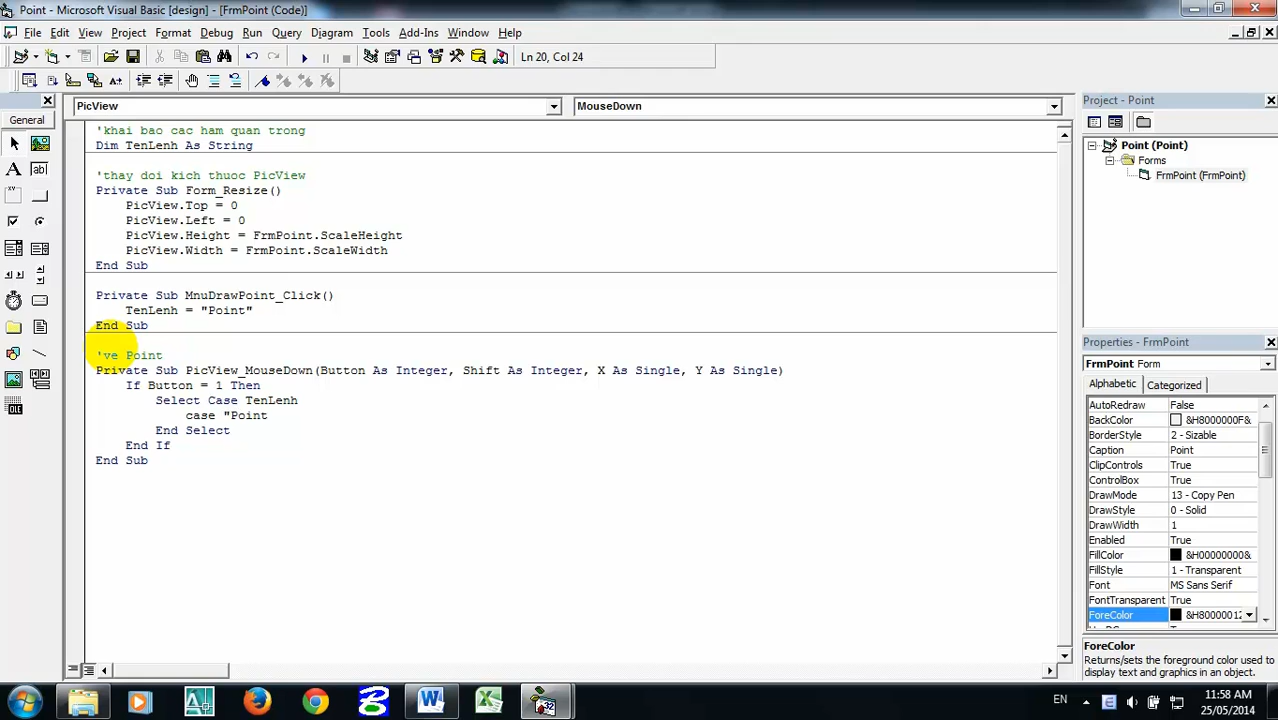 Point - Microsoft Visual Basic [design] - [FrmPoint (Code)]
File Edit View Project Format Debug Run Query Diagram Tools Add-Ins Window Help
Ln 20, Col 24
General
PicView
MouseDown
'khai bao cac ham quan trong
Dim TenLenh As String
'thay doi kich thuoc PicView
Private Sub Form_Resize()
PicView.Top = 0
PicView.Left = 0
PicView.Height = FrmPoint.ScaleHeight
PicView.Width = FrmPoint.ScaleWidth
End Sub
Private Sub MnuDrawPoint_Click()
TenLenh = "Point"
End Sub
've Point
Private Sub PicView_MouseDown(Button As Integer, Shift As Integer, X As Single, Y As Single)
If Button = 1 Then
Select Case TenLenh
case "Point
End Select
End If
End Sub
Project - Point
Point (Point)
Forms
FrmPoint (FrmPoint)
Properties - FrmPoint
FrmPoint Form
Alphabetic Categorized
AutoRedraw False
BackColor &H8000000F&
BorderStyle 2 - Sizable
Caption Point
ClipControls True
ControlBox True
DrawMode 13 - Copy Pen
DrawStyle 0 - Solid
DrawWidth 1
Enabled True
FillColor &H00000000&
FillStyle 1 - Transparent
Font MS Sans Serif
FontTransparent True
ForeColor &H80000012
ForeColor
Returns/sets the foreground color used to
display text and graphics in an object.
EN
11:58 AM
25/05/2014